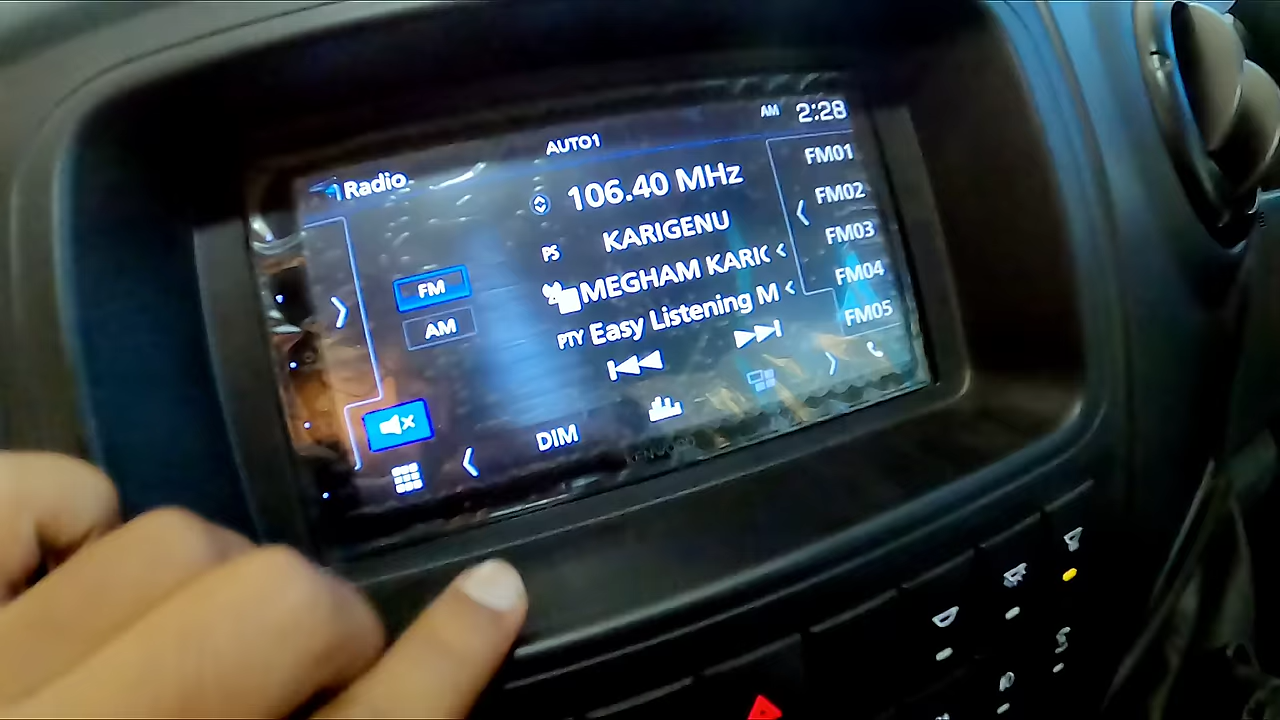 AM 2:28
AUTO1
Radio
106.40 MHz
PS KARIGENU
MEGHAM KARIC
PTY Easy Listening M
FM
AM
FM01
FM02
FM03
FM04
FM05
DIM